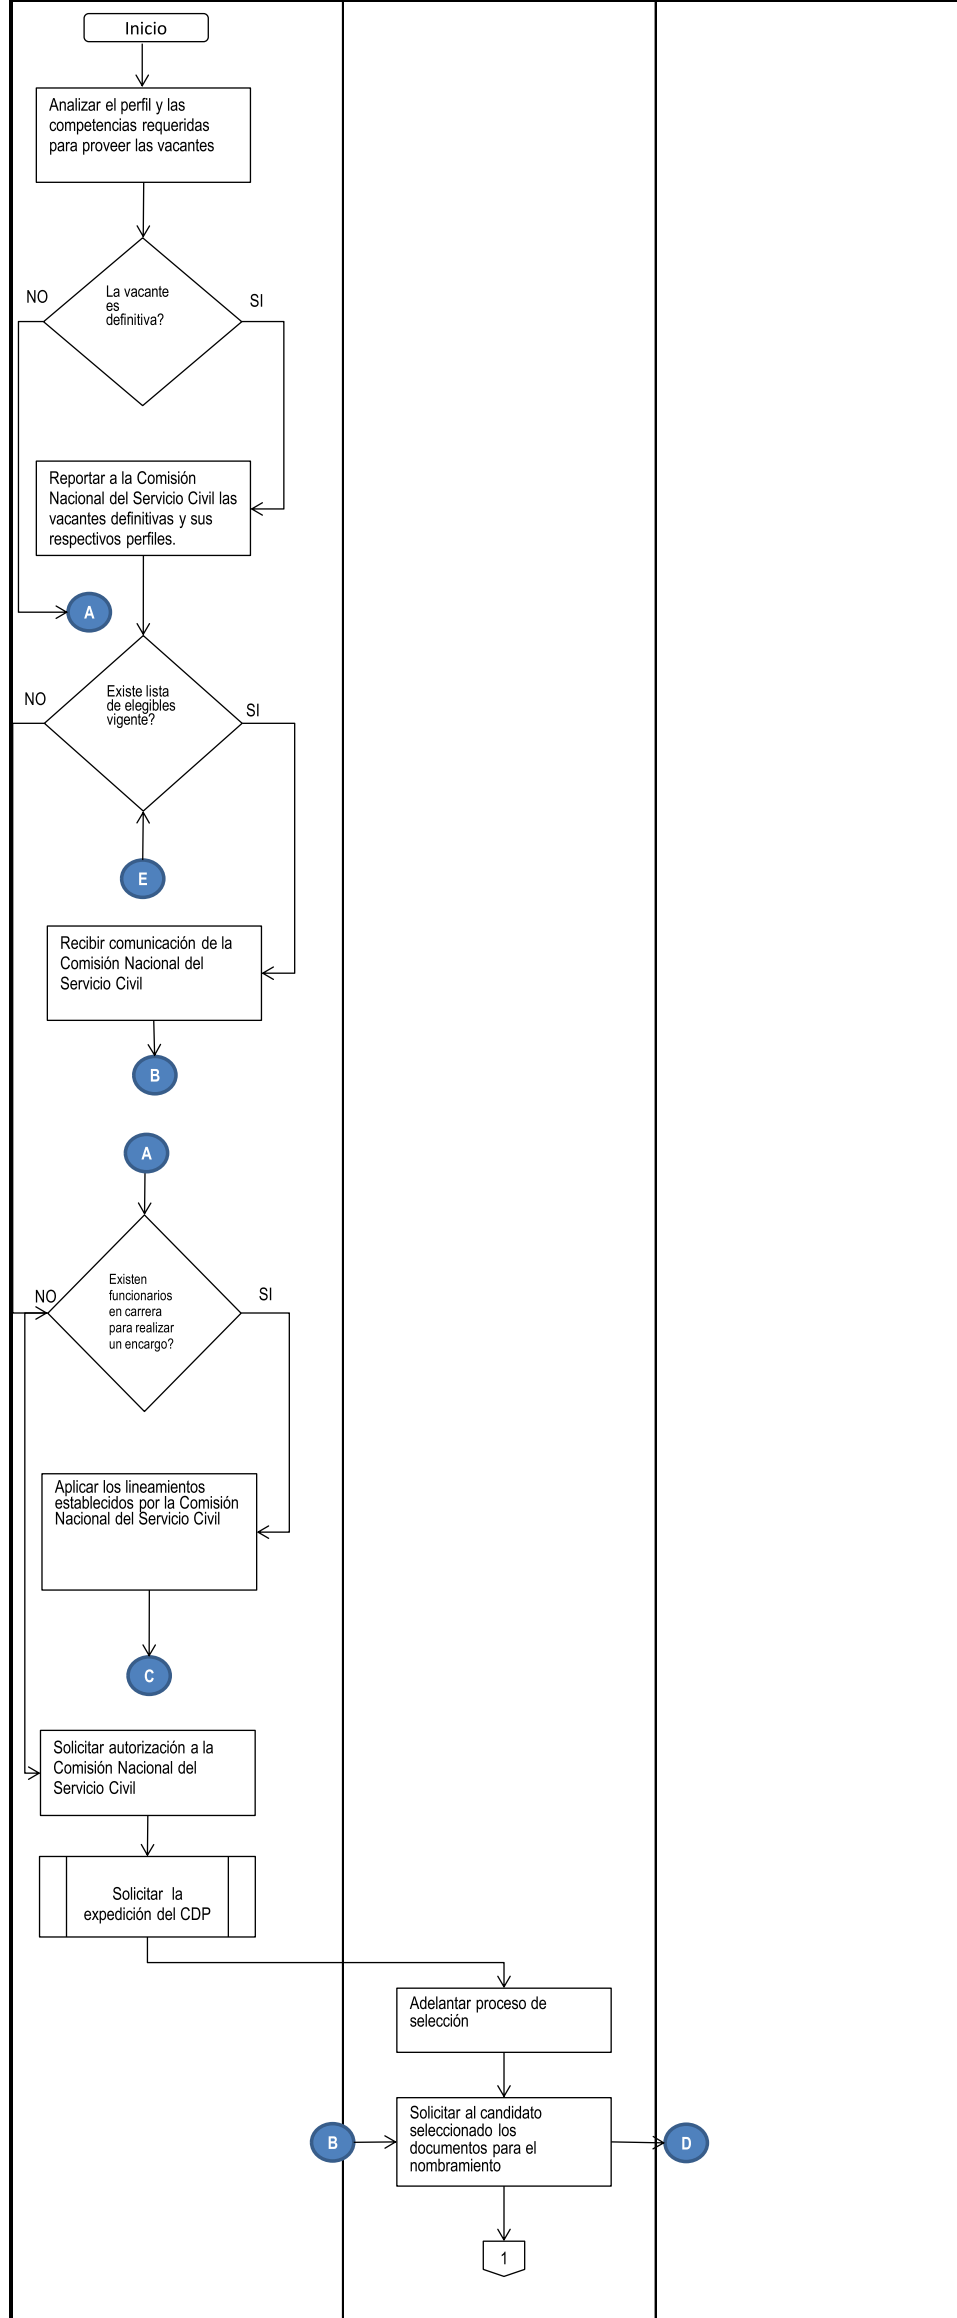 Inicio
Analizar el perfil y las
competencias requeridas
para proveer las vacantes
NO
La vacante
es
definitiva?
SI
Reportar a la Comisión
Nacional del Servicio Civil las
vacantes definitivas y sus
respectivos perfiles.
A
NO
Existe lista
de elegibles
vigente?
SI
E
Recibir comunicación de la
Comisión Nacional del
Servicio Civil
B
A
NO
Existen
funcionarios
en carrera
para realizar
un encargo?
SI
Aplicar los lineamientos
establecidos por la Comisión
Nacional del Servicio Civil
C
Solicitar autorización a la
Comisión Nacional del
Servicio Civil
Solicitar la
expedición del CDP
Adelantar proceso de
selección
B
Solicitar al candidato
seleccionado los
documentos para el
nombramiento
D
1